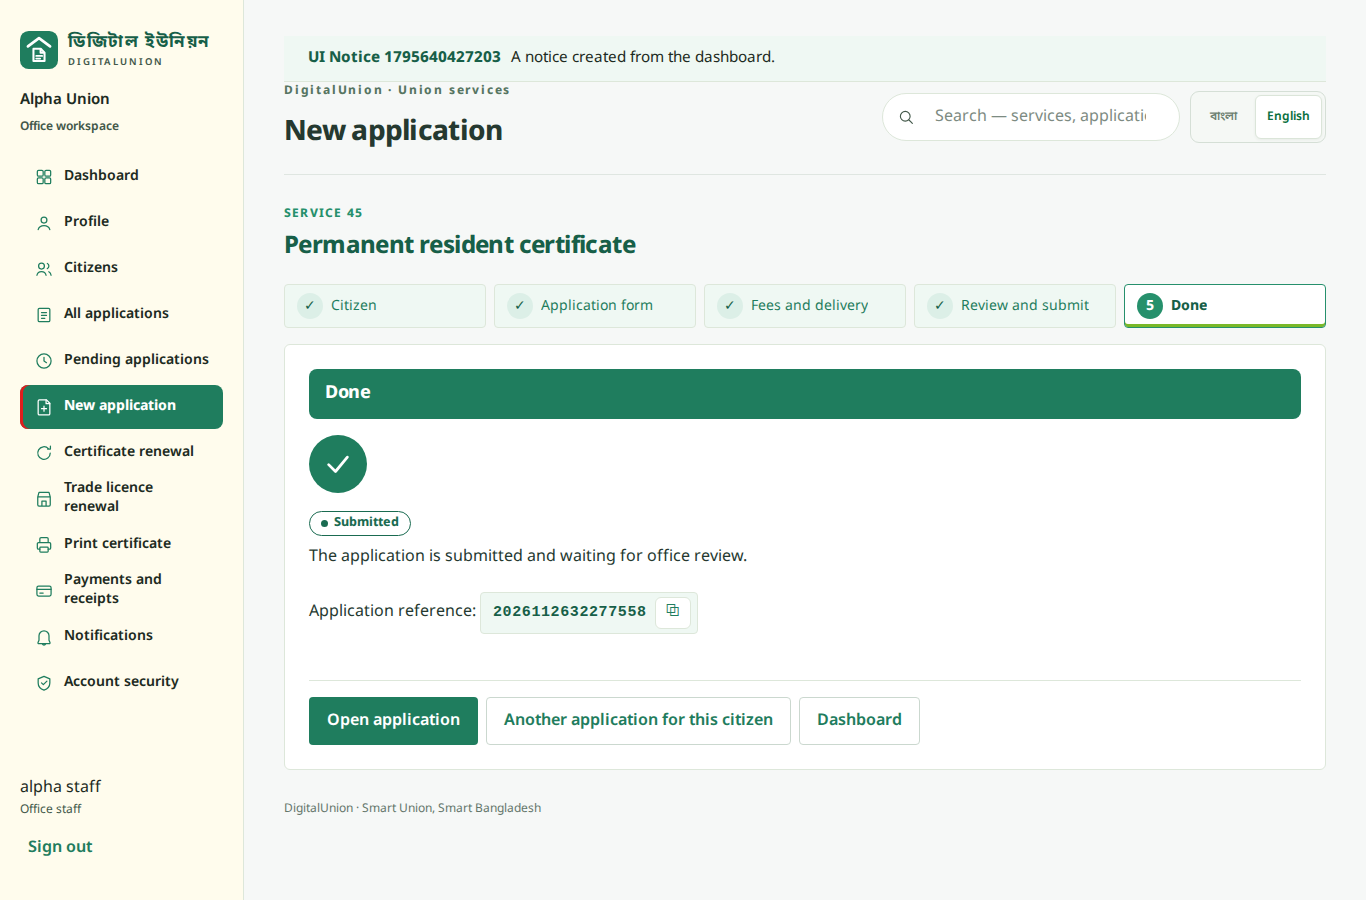 ডিজিটাল ইউনিয়ন
DIGITALUNION
Alpha Union
Office workspace
Dashboard
Profile
Citizens
All applications
Pending applications
New application
Certificate renewal
Trade licence
renewal
Print certificate
Payments and
receipts
Notifications
Account security
alpha staff
Office staff
Sign out
UI Notice 1795640427203 A notice created from the dashboard.
DigitalUnion · Union services
New application
Search — services, applicati
বাংলা
English
SERVICE 45
Permanent resident certificate
✓ Citizen
✓ Application form
✓ Fees and delivery
✓ Review and submit
5 Done
Done
Submitted
The application is submitted and waiting for office review.
Application reference: 2026112632277558
Open application
Another application for this citizen
Dashboard
DigitalUnion · Smart Union, Smart Bangladesh